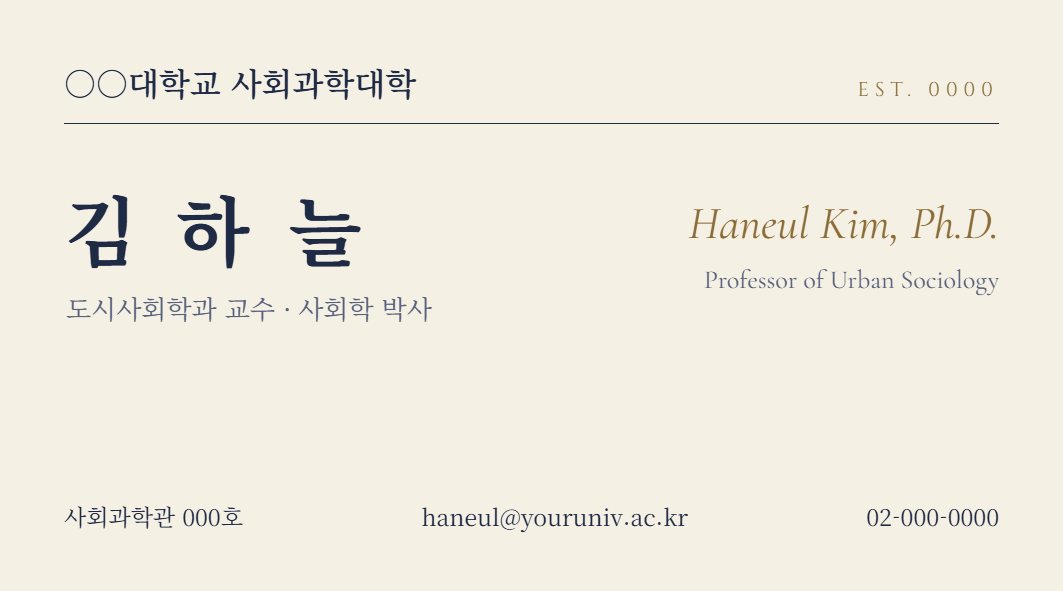 ○○대학교 사회과학대학
EST. 0000
김 하 늘
Haneul Kim, Ph.D.
Professor of Urban Sociology
도시사회학과 교수 · 사회학 박사
사회과학관 000호
haneul@youruniv.ac.kr
02-000-0000